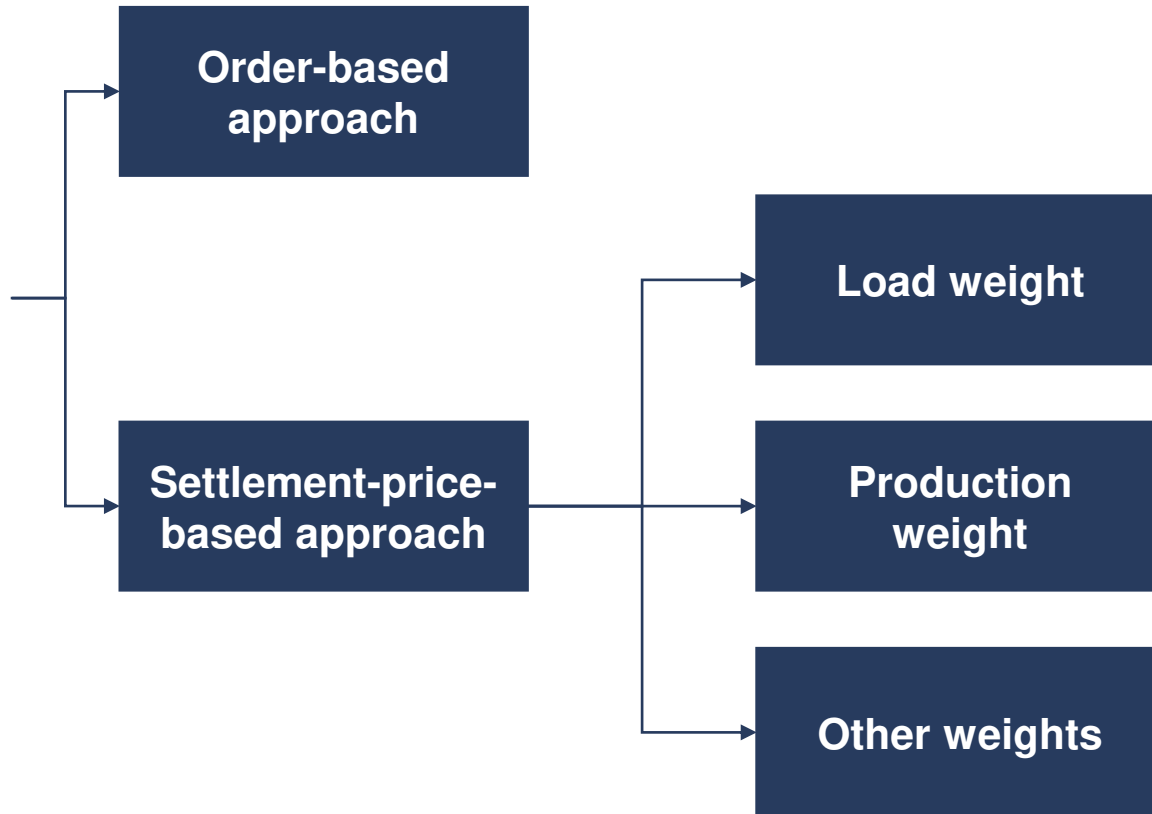 Order-based
approach
Load weight
Settlement-price-
based approach
Production
weight
Other weights